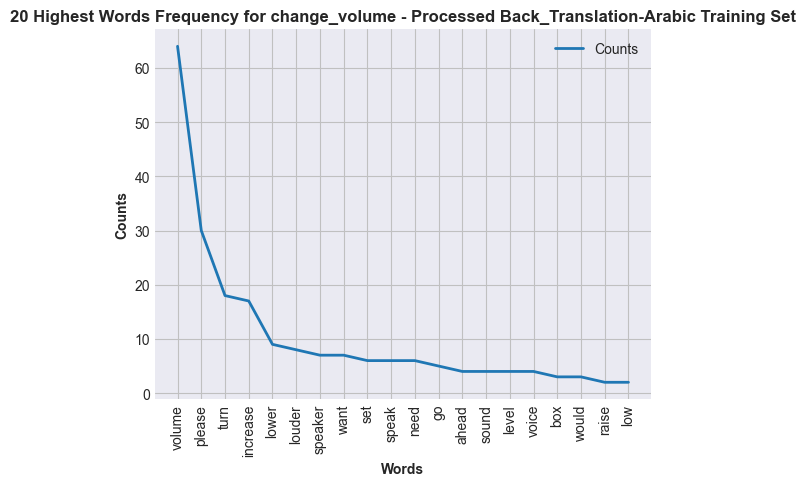 20 Highest Words Frequency for change_volume - Processed Back_Translation-Arabic Training Set
Counts
60
50
40
30
20
10
0
Counts
volume
please
turn
increase
lower
louder
speaker
want
set
speak
need
go
ahead
sound
level
voice
box
would
raise
low
Words